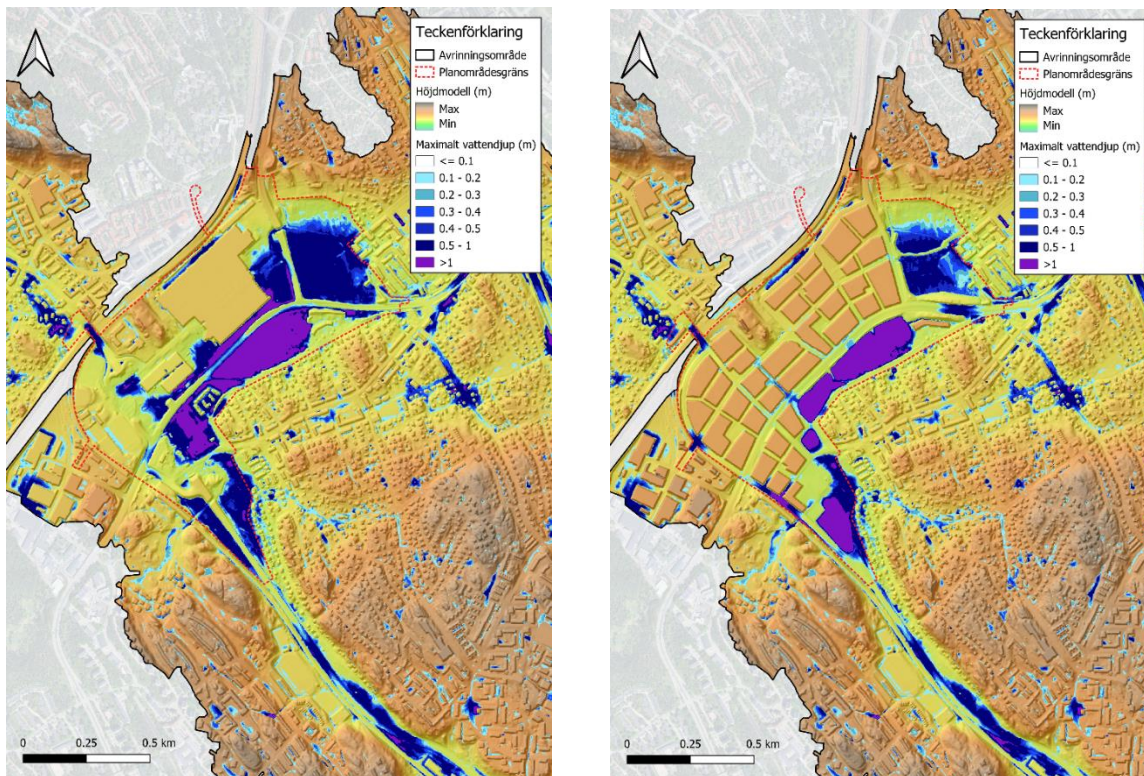 Teckenförklaring
Avrinningsområde
Planområdesgräns
Höjdmodell (m)
Max
Min
Maximalt vattendjup (m)
<= 0.1
0.1 - 0.2
0.2 - 0.3
0.3 - 0.4
0.4 - 0.5
0.5 - 1
>1
0 0.25 0.5 km
Teckenförklaring
Avrinningsområde
Planområdesgräns
Höjdmodell (m)
Max
Min
Maximalt vattendjup (m)
<= 0.1
0.1 - 0.2
0.2 - 0.3
0.3 - 0.4
0.4 - 0.5
0.5 - 1
>1
0 0.25 0.5 km